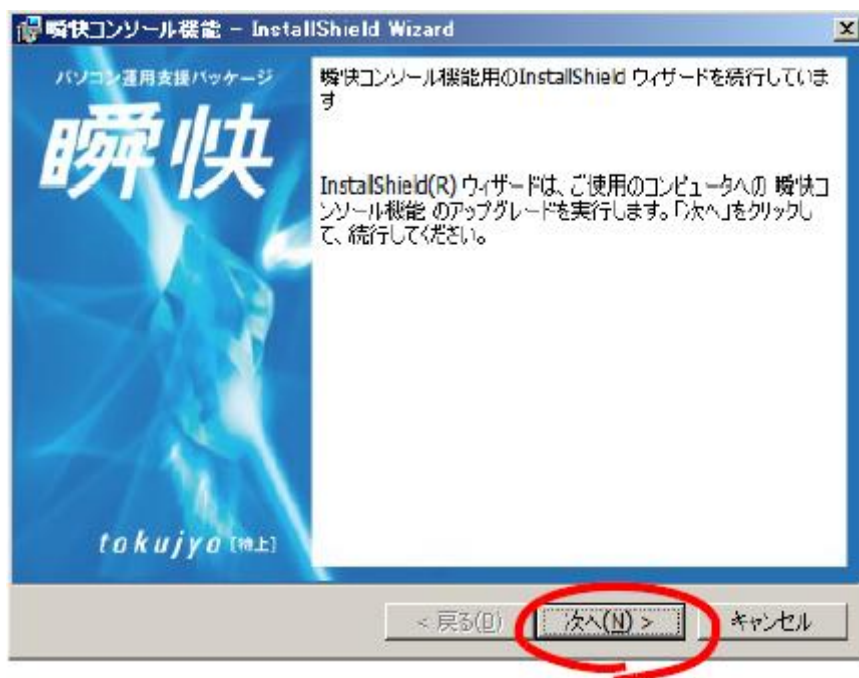 瞬快コンソール機能 - InstallShield Wizard
パソコン運用支援パッケージ
瞬快
tokujyo [特上]
瞬快コンソール機能用のInstallShield ウィザードを続行していま
す
InstallShield(R) ウィザードは、ご使用のコンピュータへの 瞬快コ
ンソール機能 のアップグレードを実行します。「次へ」をクリックし
て、続行してください。
< 戻る(B)
次へ(N) >
キャンセル